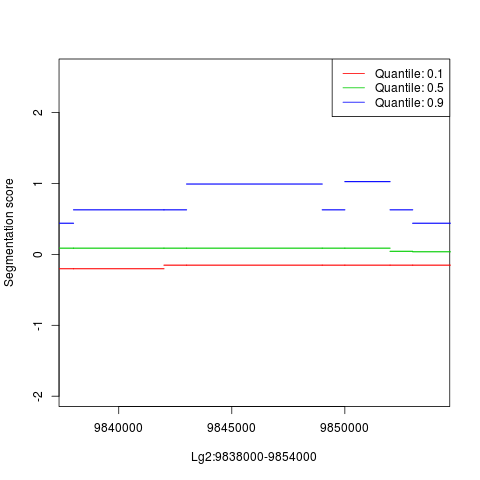 Quantile: 0.1
Quantile: 0.5
Quantile: 0.9
Segmentation score
2
1
0
-1
-2
9840000 9845000 9850000
Lg2:9838000-9854000